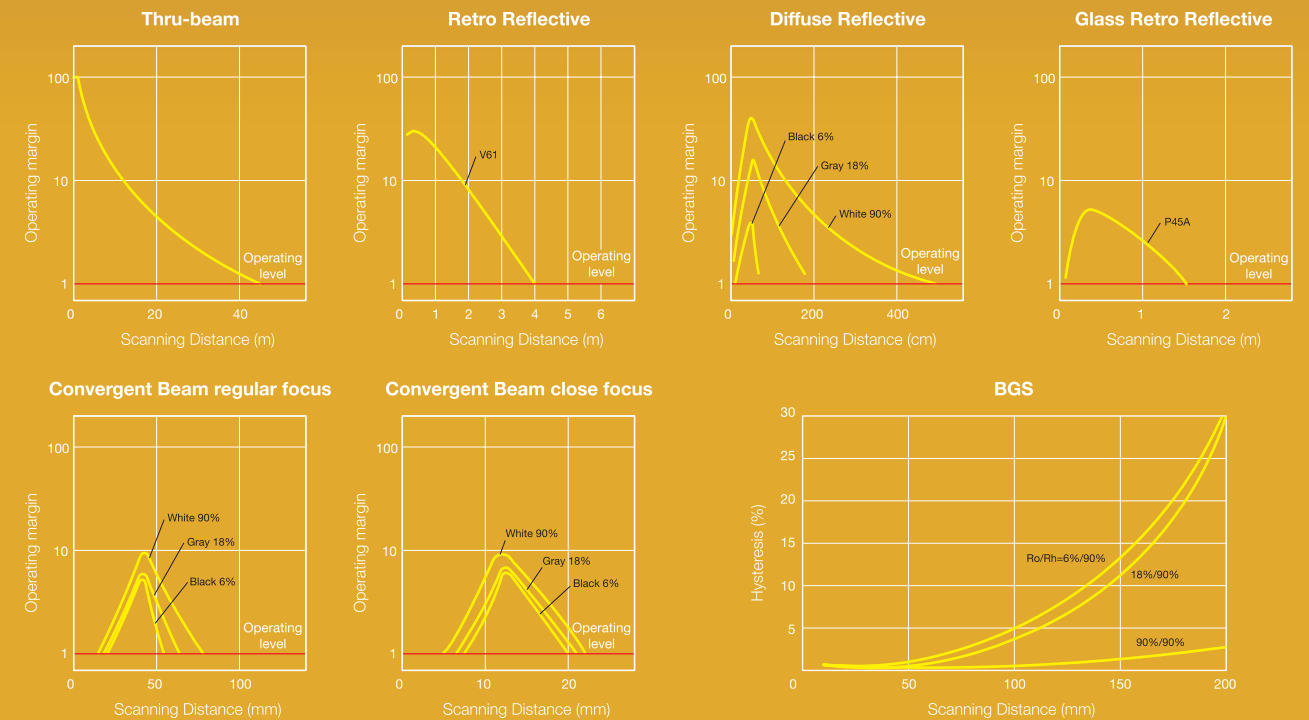 Thru-beam
Operating margin
100
10
1
Operating
level
0 20 40
Scanning Distance (m)
Retro Reflective
Operating margin
100
10
1
V61
Operating
level
0 1 2 3 4 5 6
Scanning Distance (m)
Diffuse Reflective
Operating margin
100
10
1
Black 6%
Gray 18%
White 90%
Operating
level
0 200 400
Scanning Distance (cm)
Glass Retro Reflective
Operating margin
100
10
1
P45A
Operating
level
0 1 2
Scanning Distance (m)
Convergent Beam regular focus
Operating margin
100
10
1
White 90%
Gray 18%
Black 6%
Operating
level
0 50 100
Scanning Distance (mm)
Convergent Beam close focus
Operating margin
100
10
1
White 90%
Gray 18%
Black 6%
Operating
level
0 10 20
Scanning Distance (mm)
BGS
Hysteresis (%)
30
25
20
15
10
5
Ro/Rh=6%/90%
18%/90%
90%/90%
0 50 100 150 200
Scanning Distance (mm)